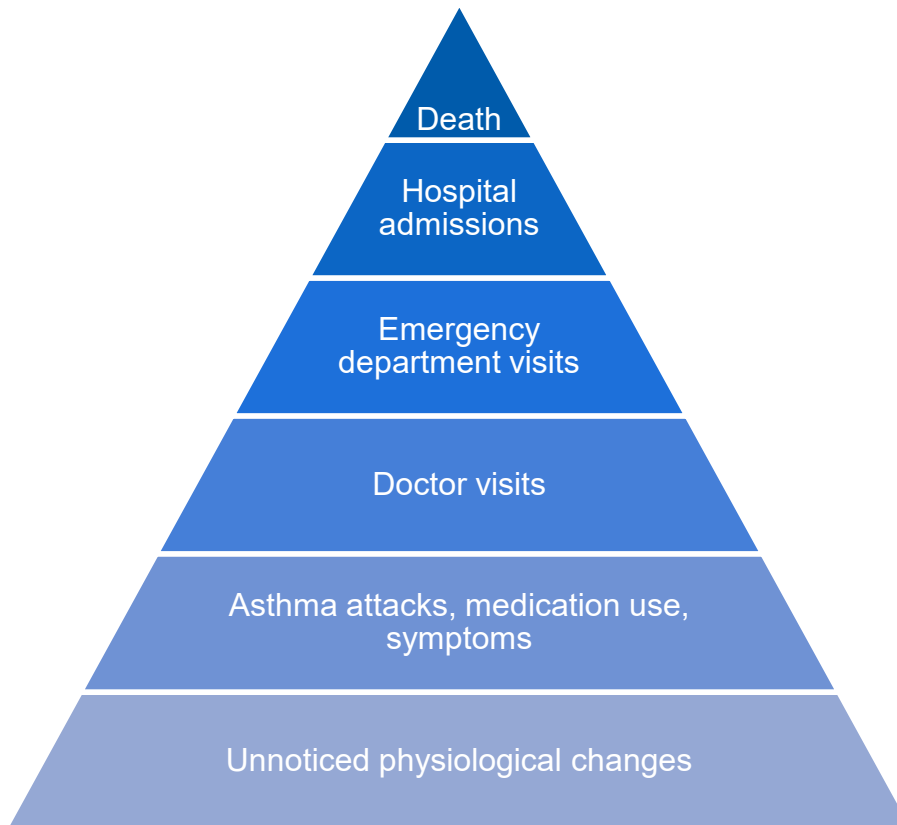 Death
Hospital
admissions
Emergency
department visits
Doctor visits
Asthma attacks, medication use,
symptoms
Unnoticed physiological changes